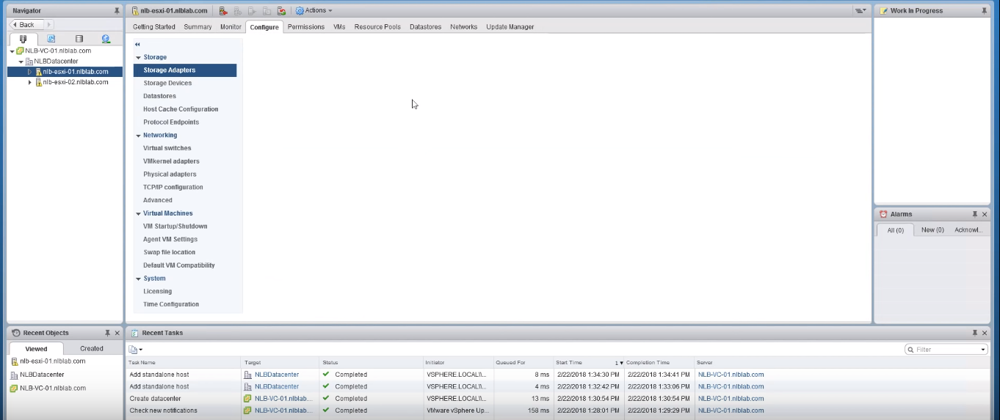 Navigator
Back
NLB-VC-01.nlblab.com
NLBDatacenter
nlb-esxi-01.nlblab.com
nlb-esxi-02.nlblab.com
nlb-esxi-01.nlblab.com Actions
Getting Started Summary Monitor Configure Permissions VMs Resource Pools Datastores Networks Update Manager
Storage
Storage Adapters
Storage Devices
Datastores
Host Cache Configuration
Protocol Endpoints
Networking
Virtual switches
VMkernel adapters
Physical adapters
TCP/IP configuration
Advanced
Virtual Machines
VM Startup/Shutdown
Agent VM Settings
Swap file location
Default VM Compatibility
System
Licensing
Time Configuration
Work In Progress
Alarms
All (0) New (0) Acknowl...
Recent Objects
Viewed Created
nlb-esxi-01.nlblab.com
NLBDatacenter
NLB-VC-01.nlblab.com
Recent Tasks
Filter
Task Name Target Status Initiator Queued For Start Time 1 Completion Time Server
Add standalone host NLBDatacenter Completed VSPHERE.LOCAL\\... 8 ms 2/22/2018 1:34:30 PM 2/22/2018 1:34:41 PM NLB-VC-01.nlblab.com
Add standalone host NLBDatacenter Completed VSPHERE.LOCAL\\... 4 ms 2/22/2018 1:32:42 PM 2/22/2018 1:33:06 PM NLB-VC-01.nlblab.com
Create datacenter NLB-VC-01.nlblab.... Completed VSPHERE.LOCAL\\... 13 ms 2/22/2018 1:30:54 PM 2/22/2018 1:30:54 PM NLB-VC-01.nlblab.com
Check new notifications NLB-VC-01.nlblab.... Completed VMware vSphere Up... 158 ms 2/22/2018 1:28:01 PM 2/22/2018 1:29:29 PM NLB-VC-01.nlblab.com